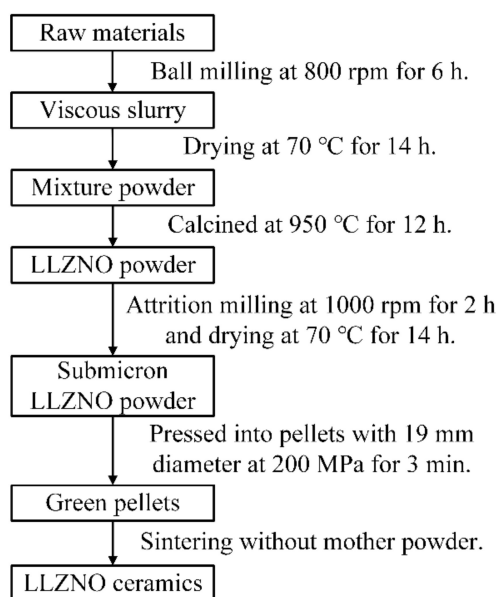 Raw materials
Ball milling at 800 rpm for 6 h.
Viscous slurry
Drying at 70 °C for 14 h.
Mixture powder
Calcined at 950 °C for 12 h.
LLZNO powder
Attrition milling at 1000 rpm for 2 h
and drying at 70 °C for 14 h.
Submicron
LLZNO powder
Pressed into pellets with 19 mm
diameter at 200 MPa for 3 min.
Green pellets
Sintering without mother powder.
LLZNO ceramics